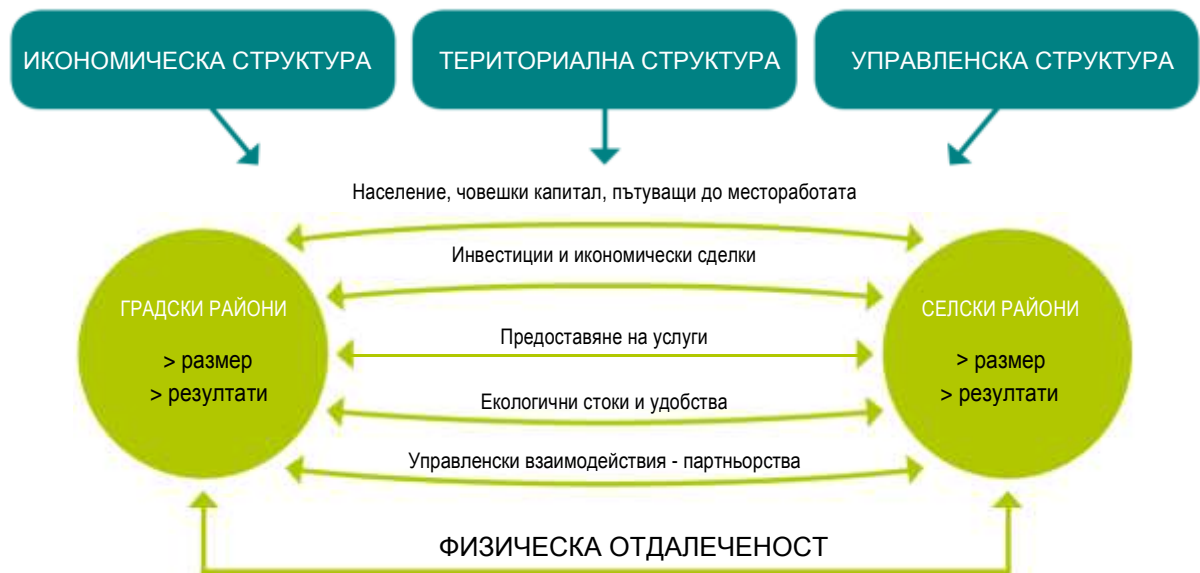 ИКОНОМИЧЕСКА СТРУКТУРА
ТЕРИТОРИАЛНА СТРУКТУРА
УПРАВЛЕНСКА СТРУКТУРА
Население, човешки капитал, пътуващи до местоработата
Инвестиции и икономически сделки
ГРАДСКИ РАЙОНИ
> размер
> резултати
Предоставяне на услуги
СЕЛСКИ РАЙОНИ
> размер
> резултати
Екологични стоки и удобства
Управленски взаимодействия - партньорства
ФИЗИЧЕСКА ОТДАЛЕЧЕНОСТ